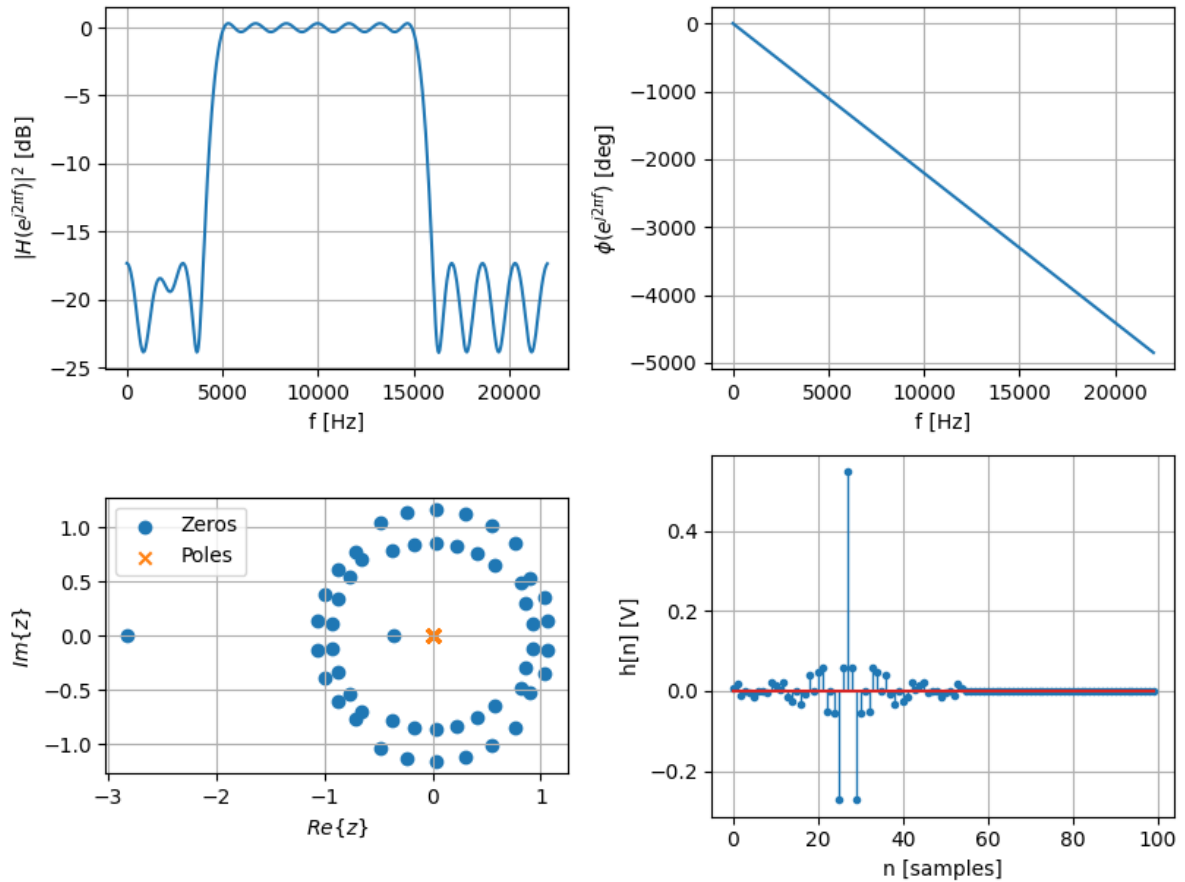 0
−5
−10
−15
−20
−25
|H(e^{j2πf})|² [dB]
0 5000 10000 15000 20000
f [Hz]
0
−1000
−2000
−3000
−4000
−5000
ϕ(e^{j2πf}) [deg]
0 5000 10000 15000 20000
f [Hz]
1.0
0.5
0.0
−0.5
−1.0
Im{z}
Zeros
Poles
−3 −2 −1 0 1
Re{z}
0.4
0.2
0.0
−0.2
h[n] [V]
0 20 40 60 80 100
n [samples]